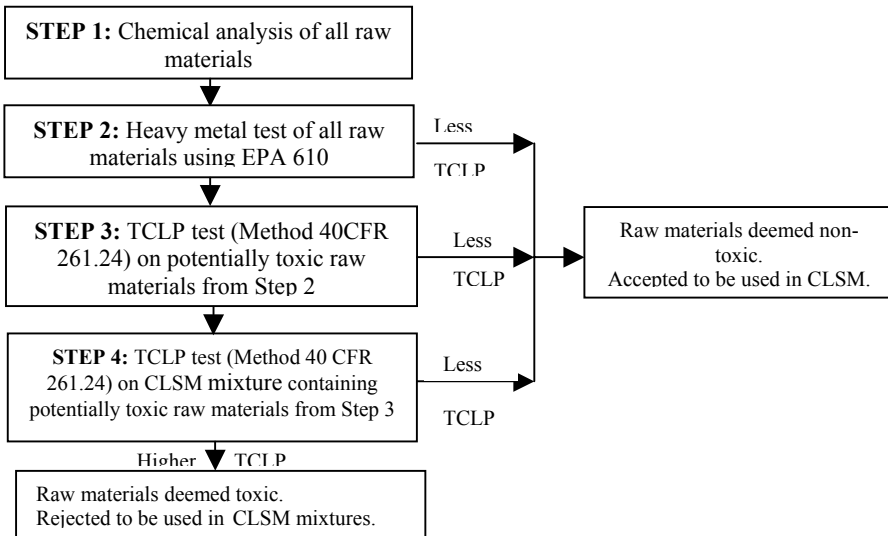 STEP 1: Chemical analysis of all raw
materials
STEP 2: Heavy metal test of all raw
materials using EPA 610
Less
TCLP
STEP 3: TCLP test (Method 40CFR
261.24) on potentially toxic raw
materials from Step 2
Less
TCLP
Raw materials deemed non-
toxic.
Accepted to be used in CLSM.
STEP 4: TCLP test (Method 40 CFR
261.24) on CLSM mixture containing
potentially toxic raw materials from Step 3
Less
TCLP
Higher TCLP
Raw materials deemed toxic.
Rejected to be used in CLSM mixtures.